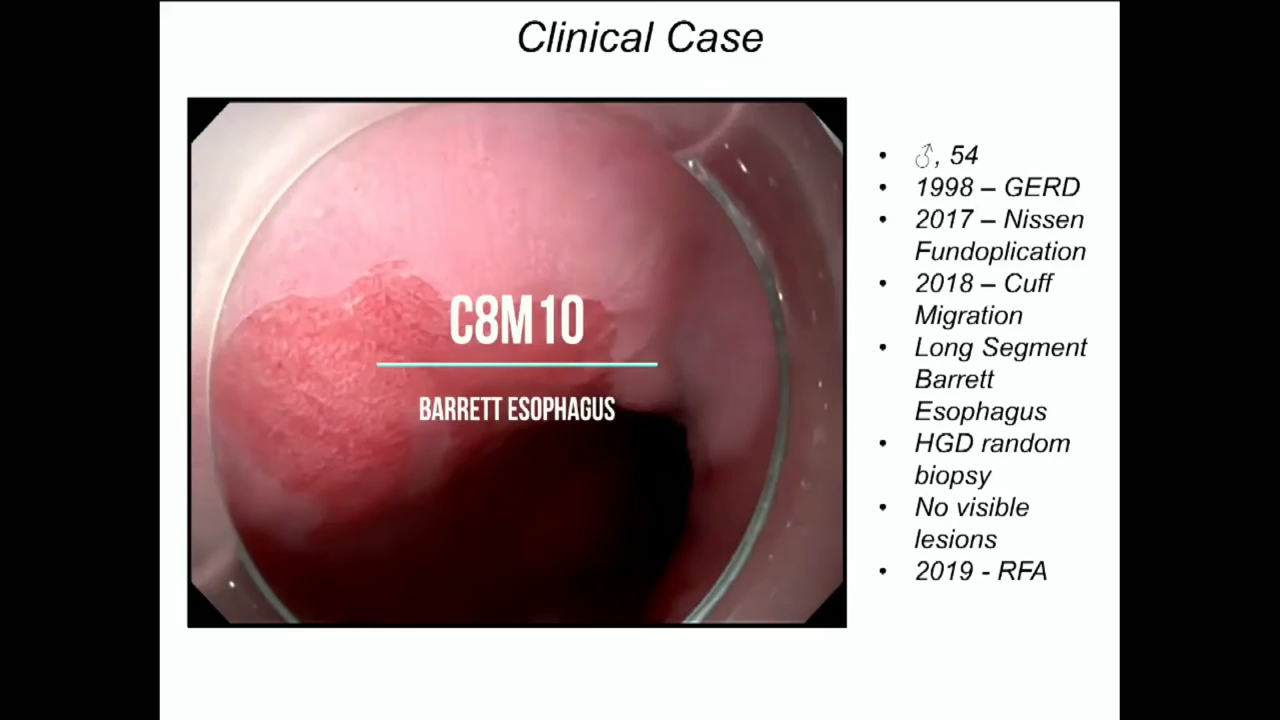 Clinical Case
C8M10
BARRETT ESOPHAGUS
• ♂, 54
• 1998 – GERD
• 2017 – Nissen
Fundoplication
• 2018 – Cuff
Migration
• Long Segment
Barrett
Esophagus
• HGD random
biopsy
• No visible
lesions
• 2019 - RFA